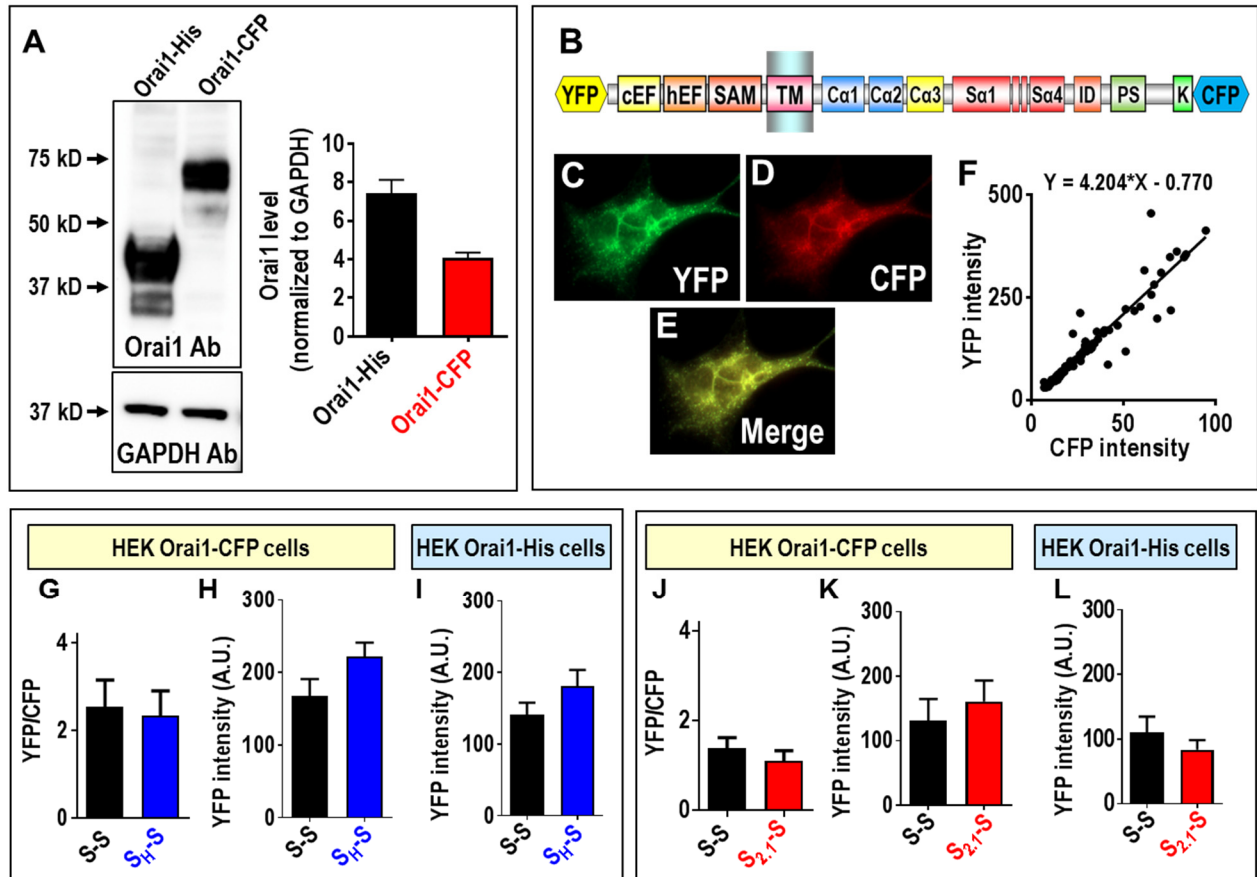 A
Orai1-His
Orai1-CFP
75 kD
50 kD
37 kD
Orai1 Ab
37 kD
GAPDH Ab
Orai1 level
(normalized to GAPDH)
10
8
6
4
2
0
Orai1-His
Orai1-CFP
B
YFP cEF hEF SAM TM Cα1 Cα2 Cα3 Sα1 Sα4 ID PS K CFP
C
YFP
D
CFP
E
Merge
F
Y = 4.204*X - 0.770
YFP intensity
500
250
0
0 50 100
CFP intensity
HEK Orai1-CFP cells
HEK Orai1-His cells
G
YFP/CFP
4
2
0
S-S
S_H-S
H
YFP intensity (A.U.)
300
200
100
0
S-S
S_H-S
I
YFP intensity (A.U.)
300
200
100
0
S-S
S_H-S
HEK Orai1-CFP cells
HEK Orai1-His cells
J
YFP/CFP
4
2
0
S-S
S_2.1-S
K
YFP intensity (A.U.)
300
200
100
0
S-S
S_2.1-S
L
YFP intensity (A.U.)
300
200
100
0
S-S
S_2.1-S